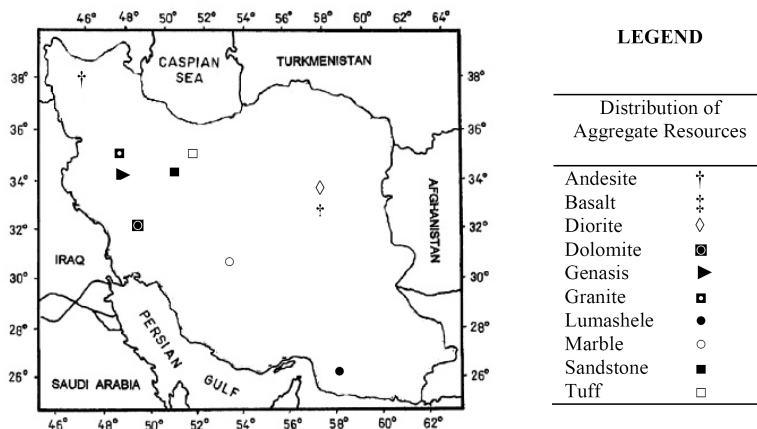 46° 48° 50° 52° 54° 56° 58° 60° 62° 64°
CASPIAN
SEA
TURKMENISTAN
38° 38°
36° 35°
34° 34°
32° 32°
30° 30°
28° 28°
26° 26°
AFGHANISTAN
IRAQ
PERSIAN
GULF
SAUDI ARABIA
46° 48° 50° 52° 54° 56° 58° 60° 62°
LEGEND
Distribution of
Aggregate Resources
Andesite †
Basalt ‡
Diorite ◊
Dolomite
Genasis ►
Granite
Lumashele ●
Marble ○
Sandstone ■
Tuff □